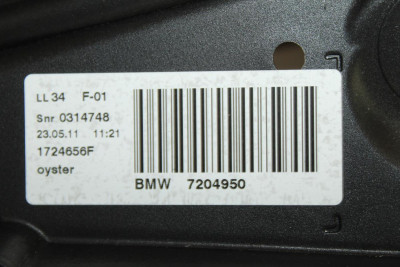 LL 34 F-01
Snr. 0314748
23.05.11 11:21
1724656F
oyster
BMW 7204950